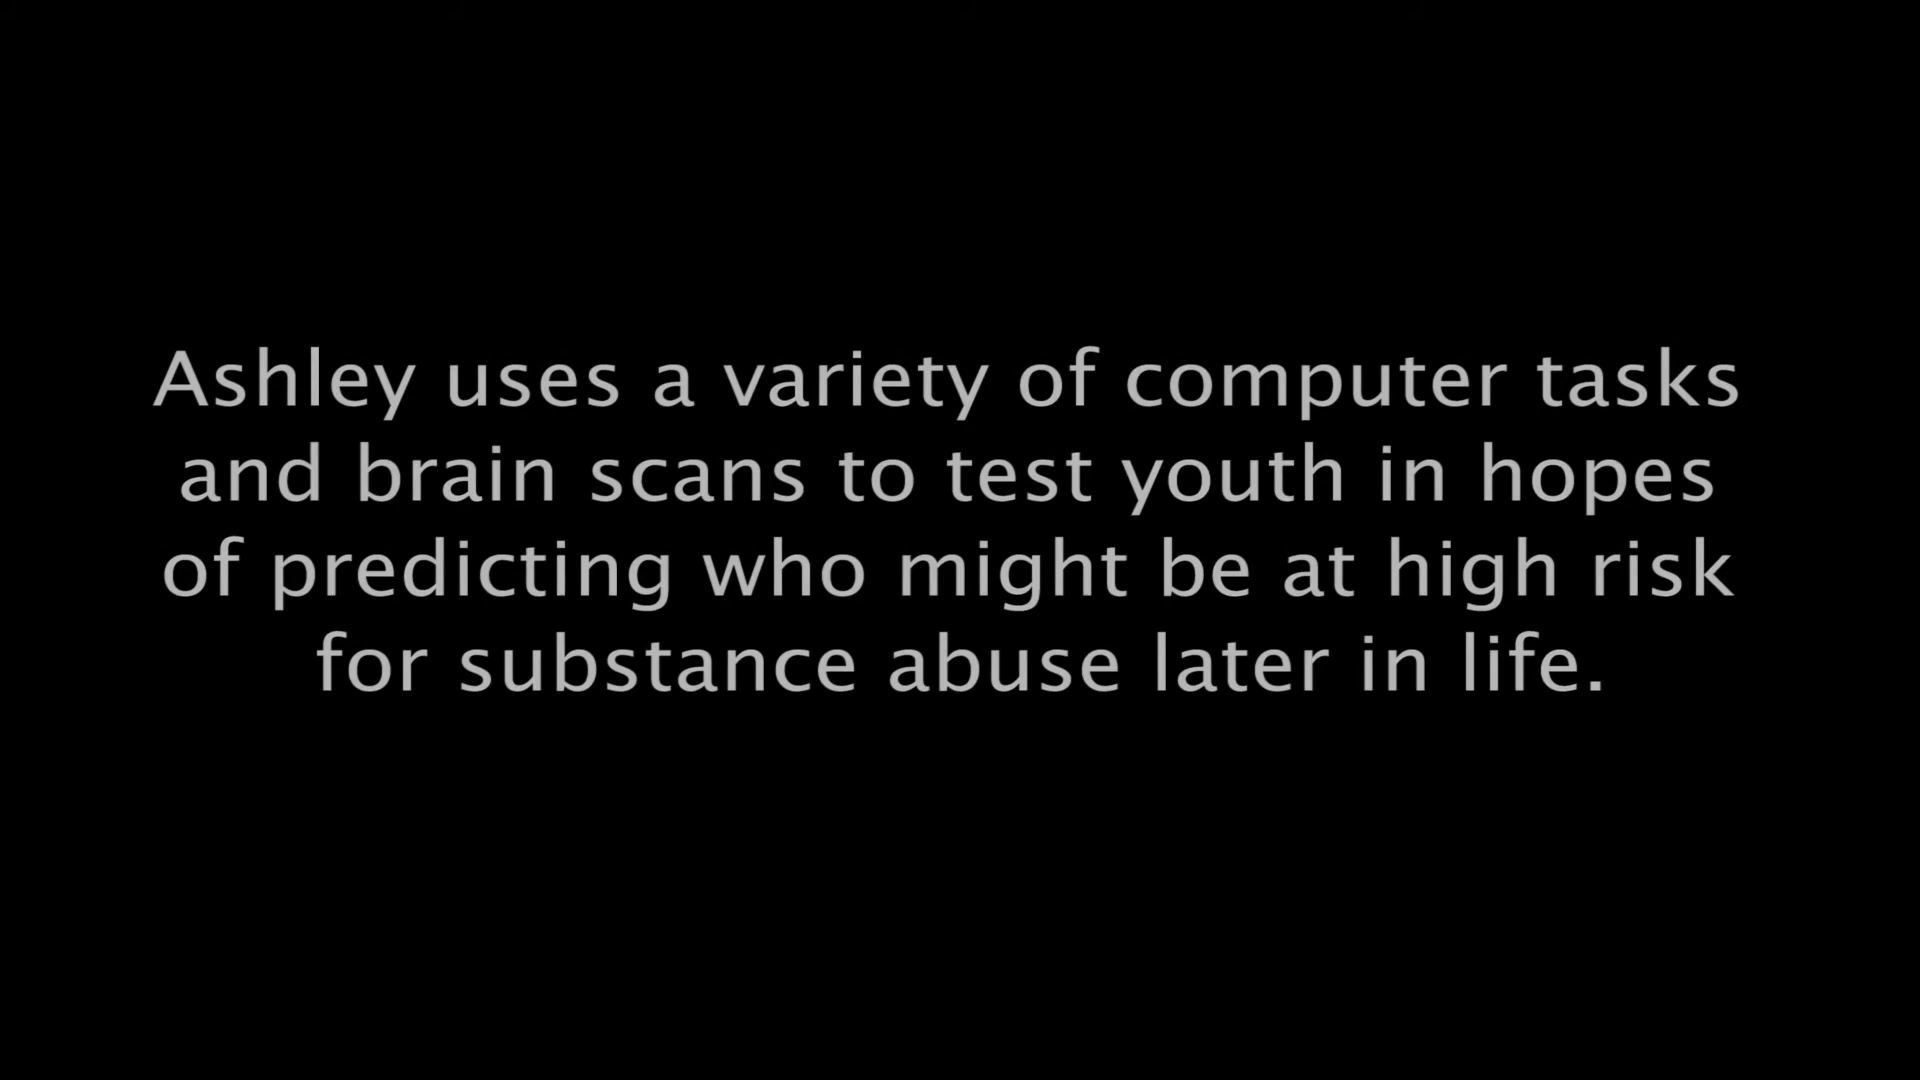 Ashley uses a variety of computer tasks
and brain scans to test youth in hopes
of predicting who might be at high risk
for substance abuse later in life.